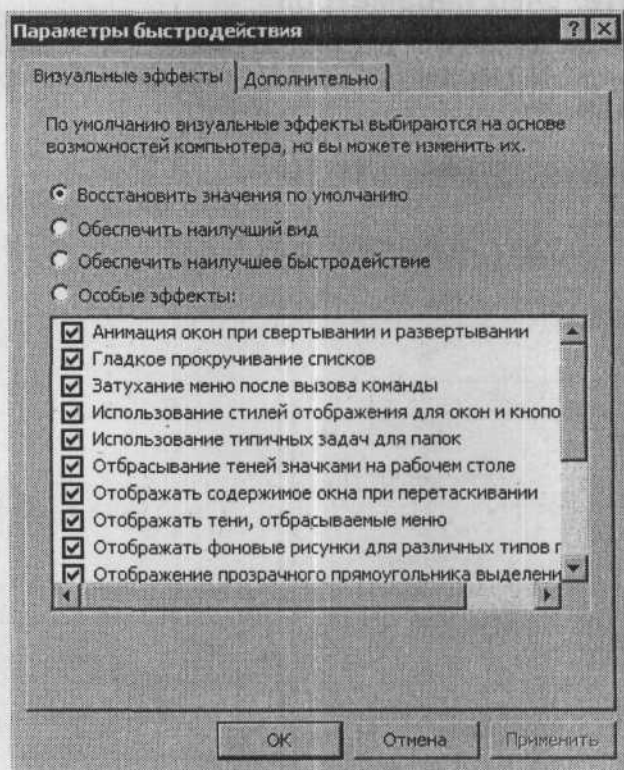 Параметры быстродействия
Визуальные эффекты
Дополнительно
По умолчанию визуальные эффекты выбираются на основе
возможностей компьютера, но вы можете изменить их.
Восстановить значения по умолчанию
Обеспечить наилучший вид
Обеспечить наилучшее быстродействие
Особые эффекты:
Анимация окон при свертывании и развертывании
Гладкое прокручивание списков
Затухание меню после вызова команды
Использование стилей отображения для окон и кнопо
Использование типичных задач для папок
Отбрасывание теней значками на рабочем столе
Отображать содержимое окна при перетаскивании
Отображать тени, отбрасываемые меню
Отображать фоновые рисунки для различных типов г
Отображение прозрачного прямоугольника выделени
ОК
Отмена
Применить